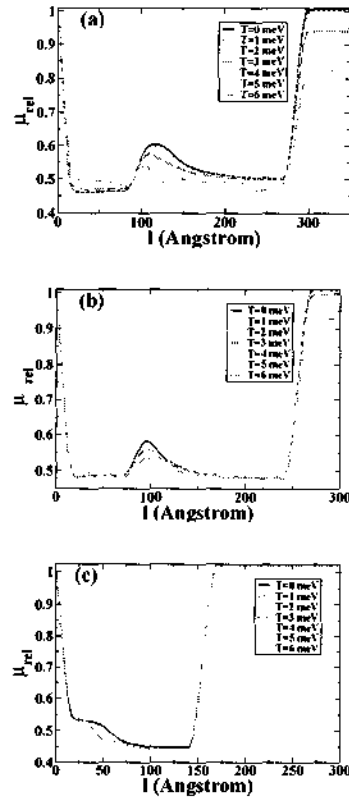 (a)
1
0.9
0.8
0.7
0.6
0.5
0.4
μrel
T=0 meV
T=1 meV
T=2 meV
T=3 meV
T=4 meV
T=5 meV
T=6 meV
0 100 200 300
l (Angstrom)
(b)
1
0.9
0.8
0.7
0.6
0.5
μrel
T=0 meV
T=1 meV
T=2 meV
T=3 meV
T=4 meV
T=5 meV
T=6 meV
0 100 200 300
l (Angstrom)
(c)
1
0.9
0.8
0.7
0.6
0.5
0.4
μrel
T=0 meV
T=1 meV
T=2 meV
T=3 meV
T=4 meV
T=5 meV
T=6 meV
0 50 100 150 200 250 300
l (Angstrom)